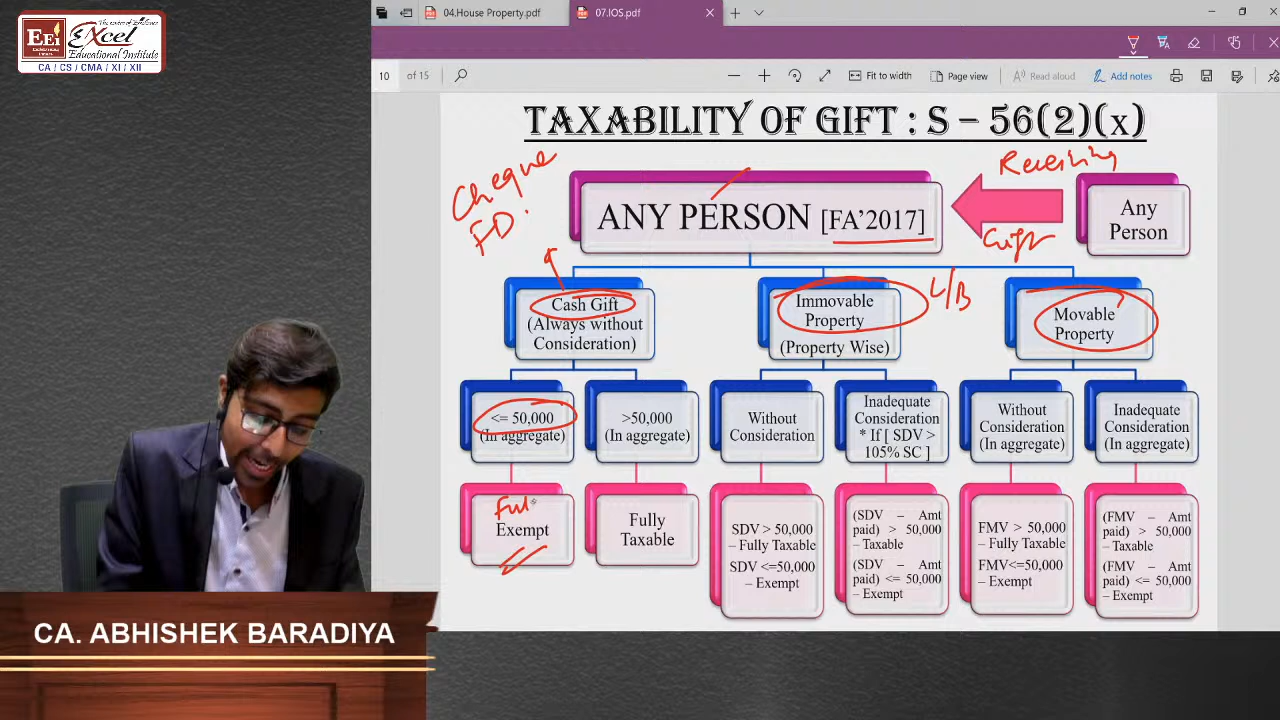 The centre of Excellence
EEi
EXcel
Educational Institute
CA / CS / CMA / XI / XII
04.House Property.pdf
07.IOS.pdf
10 of 15
Fit to width
Page view
Read aloud
Add notes
TAXABILITY OF GIFT : S – 56(2)(x)
Cheque
FD
Receiving
Gift
ANY PERSON [FA'2017]
Any
Person
L/B
Cash Gift
(Always without
Consideration)
Immovable
Property
(Property Wise)
Movable
Property
<= 50,000
(In aggregate)
>50,000
(In aggregate)
Without
Consideration
Inadequate
Consideration
* If [ SDV >
105% SC ]
Without
Consideration
(In aggregate)
Inadequate
Consideration
(In aggregate)
Ful
Exempt
Fully
Taxable
SDV > 50,000
– Fully Taxable
SDV <=50,000
– Exempt
(SDV – Amt
paid) > 50,000
– Taxable
(SDV – Amt
paid) <= 50,000
– Exempt
FMV > 50,000
– Fully Taxable
FMV<=50,000
– Exempt
(FMV – Amt
paid) > 50,000
– Taxable
(FMV – Amt
paid) <= 50,000
– Exempt
CA. ABHISHEK BARADIYA